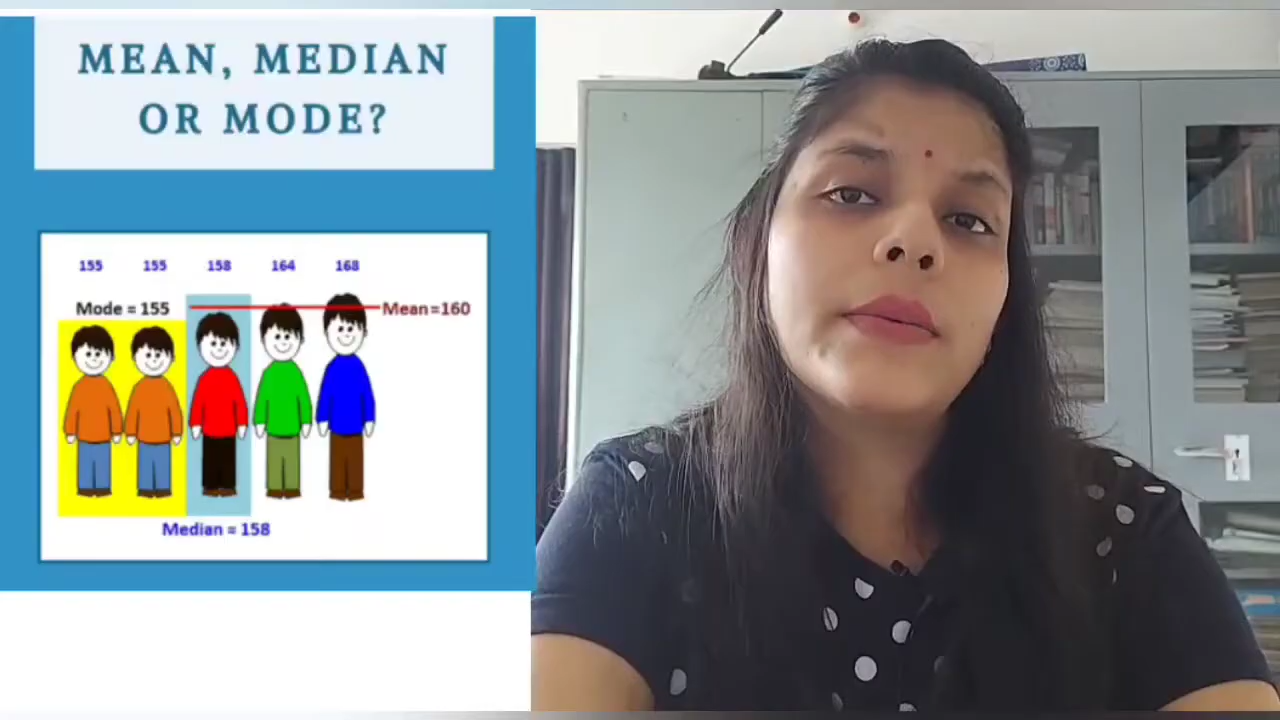 MEAN, MEDIAN
OR MODE?
155 155 158 164 168
Mode = 155
Mean=160
Median = 158